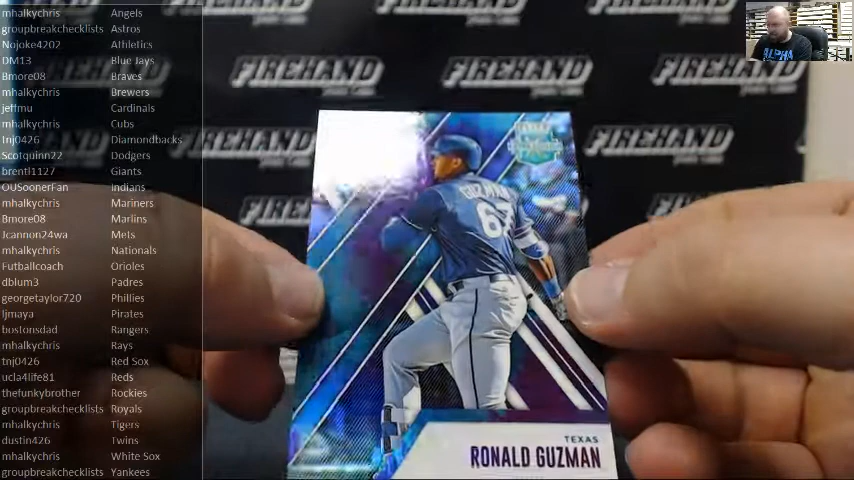 mhalkychris Angels
groupbreakchecklists Astros
Nojoke4202 Athletics
DM13 Blue Jays
Bmore08 Braves
mhalkychris Brewers
jeffmu Cardinals
mhalkychris Cubs
tnj0426 Diamondbacks
Scotquinn22 Dodgers
brentl1127 Giants
OUSoonerFan Indians
mhalkychris Mariners
Bmore08 Marlins
Jcannon24wa Mets
mhalkychris Nationals
Futballcoach Orioles
dblum3 Padres
georgetaylor720 Phillies
ljmaya Pirates
bostonsdad Rangers
mhalkychris Rays
tnj0426 Red Sox
ucla4life81 Reds
thefunkybrother Rockies
groupbreakchecklists Royals
mhalkychris Tigers
dustin426 Twins
mhalkychris White Sox
groupbreakchecklists Yankees
FIREHAND
FIREHAND
FIREHAND
FIREHAND
FIREHAND
FIREHAND
ALPHA
GUZMAN
67
TEXAS
RONALD GUZMAN